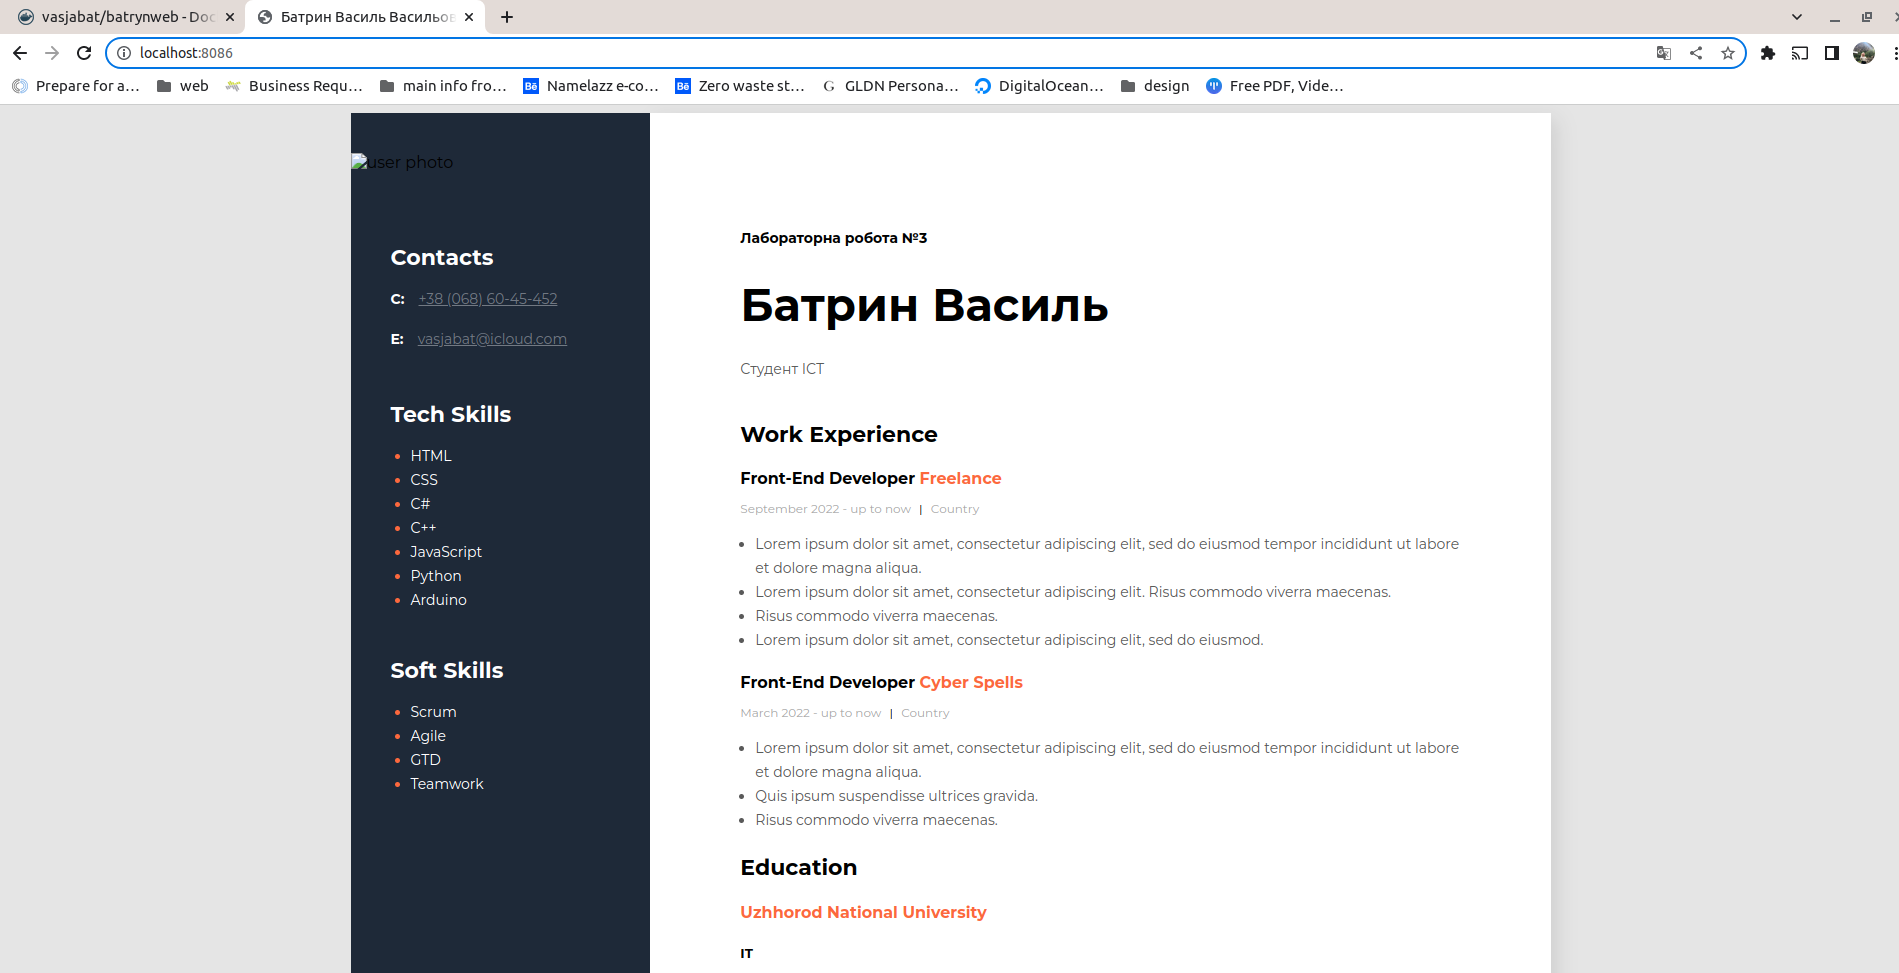 vasjabat/batrynweb - Doc
Батрин Василь Васильов
localhost:8086
Prepare for a…
web
Business Requ…
main info fro…
Bē Namelazz e-co…
Bē Zero waste st…
G GLDN Persona…
DigitalOcean…
design
Free PDF, Vide…
user photo
Contacts
C: +38 (068) 60-45-452
E: vasjabat@icloud.com
Tech Skills
HTML
CSS
C#
C++
JavaScript
Python
Arduino
Soft Skills
Scrum
Agile
GTD
Teamwork
Лабораторна робота №3
Батрин Василь
Студент ІСТ
Work Experience
Front-End Developer Freelance
September 2022 - up to now | Country
Lorem ipsum dolor sit amet, consectetur adipiscing elit, sed do eiusmod tempor incididunt ut labore
et dolore magna aliqua.
Lorem ipsum dolor sit amet, consectetur adipiscing elit. Risus commodo viverra maecenas.
Risus commodo viverra maecenas.
Lorem ipsum dolor sit amet, consectetur adipiscing elit, sed do eiusmod.
Front-End Developer Cyber Spells
March 2022 - up to now | Country
Lorem ipsum dolor sit amet, consectetur adipiscing elit, sed do eiusmod tempor incididunt ut labore
et dolore magna aliqua.
Quis ipsum suspendisse ultrices gravida.
Risus commodo viverra maecenas.
Education
Uzhhorod National University
IT